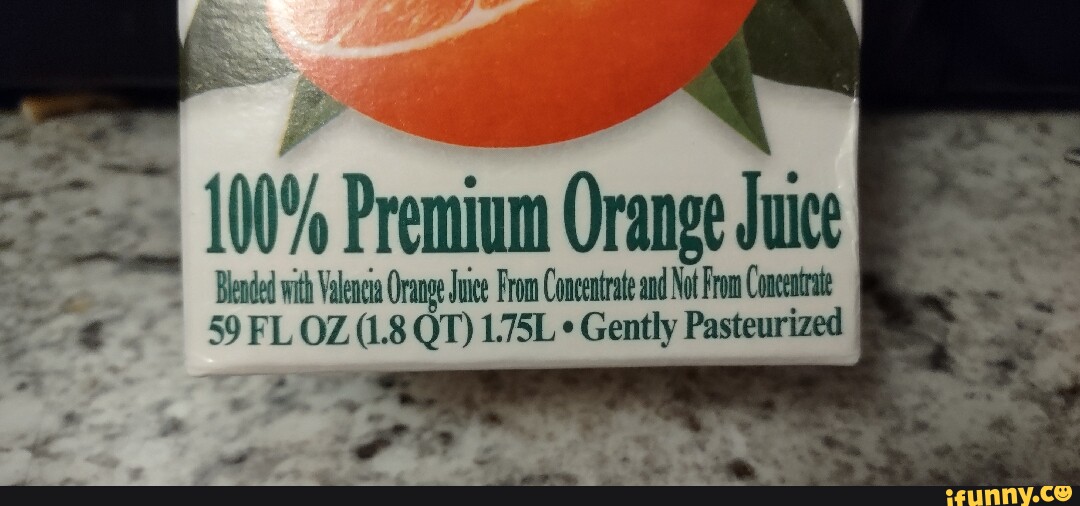 100% Premium Orange Juice
Blended with Valencia Orange Juice From Concentrate and Not From Concentrate
59 FL OZ (1.8 QT) 1.75L • Gently Pasteurized
ifunny.co